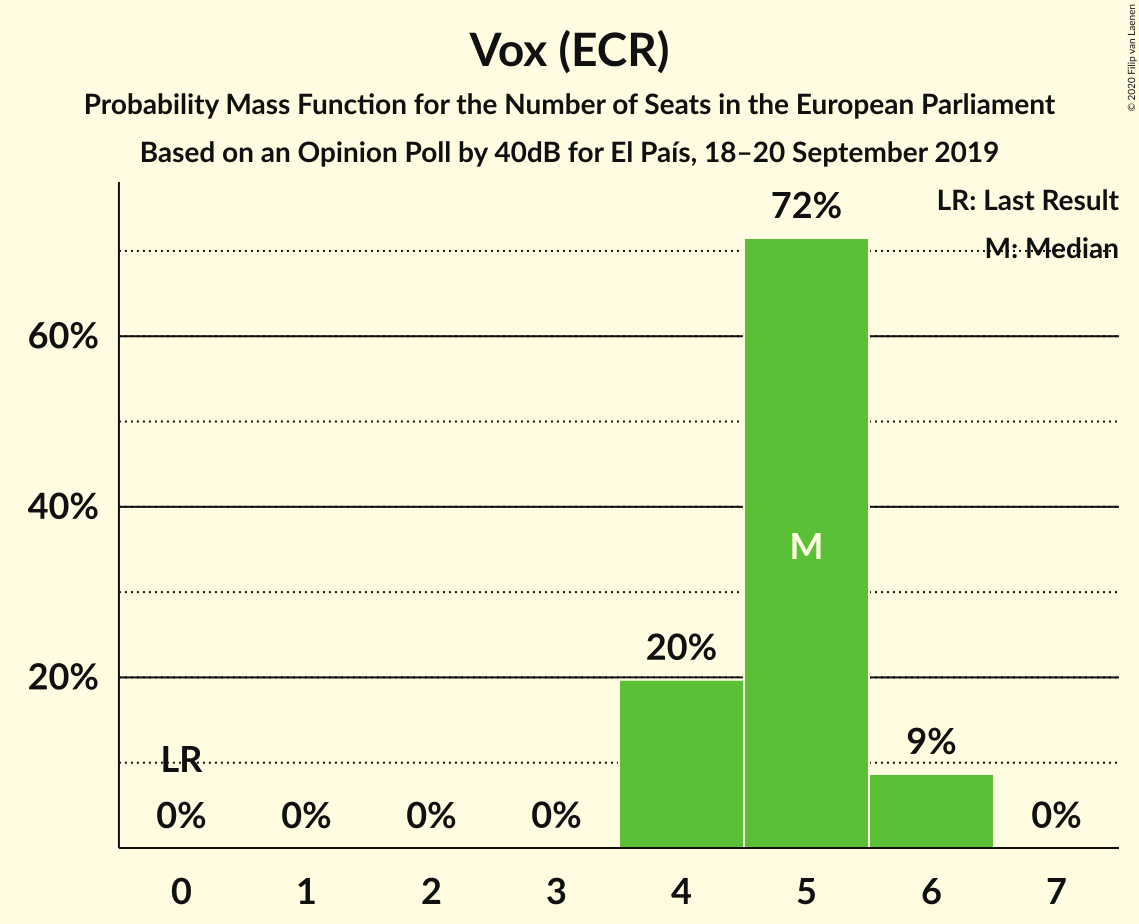 Vox (ECR)
Probability Mass Function for the Number of Seats in the European Parliament
Based on an Opinion Poll by 40dB for El País, 18–20 September 2019
© 2020 Filip van Laenen
LR: Last Result
M: Median
72%
60%
40%
M
20%
20%
9%
LR
0%
0%
0%
0%
0%
0
1
2
3
4
5
6
7